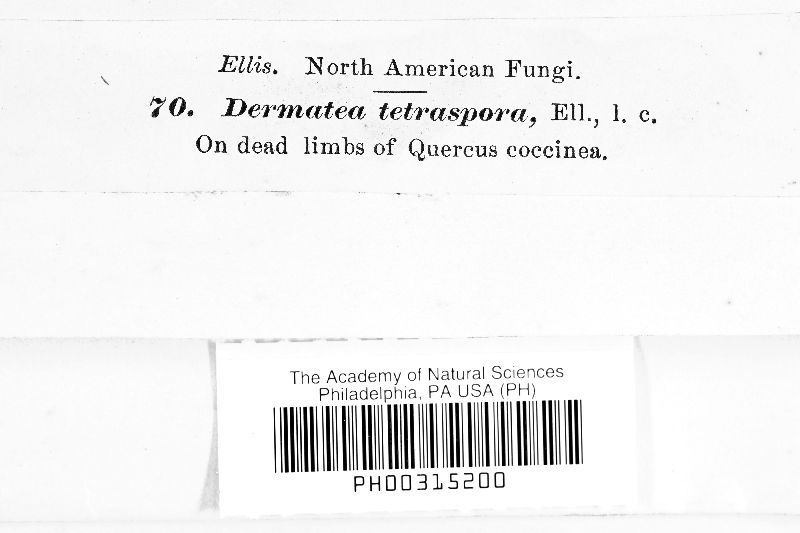 Ellis. North American Fungi.
70. Dermatea tetraspora, Ell., l. c.
On dead limbs of Quercus coccinea.
The Academy of Natural Sciences
Philadelphia, PA USA (PH)
PH00315200